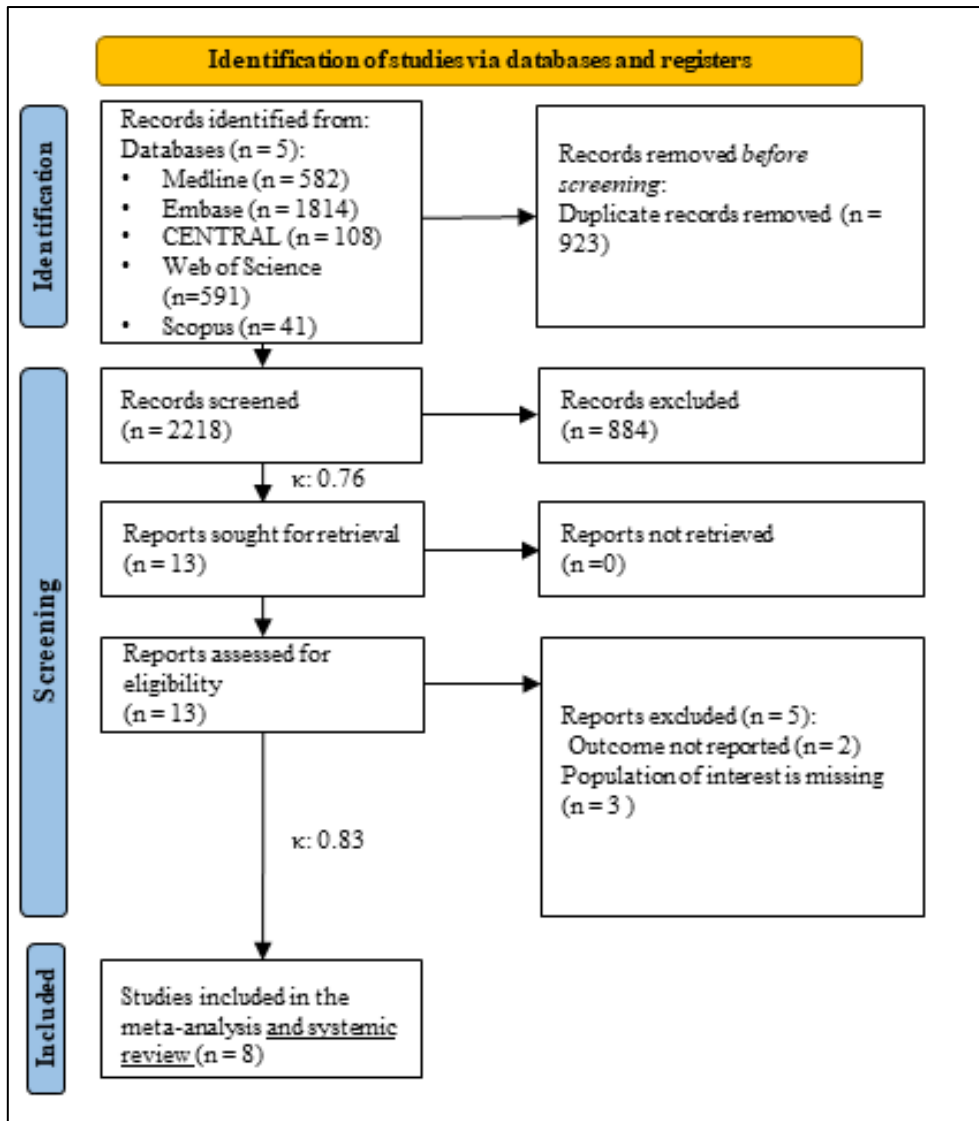 Identification of studies via databases and registers
Identification
Records identified from:
Databases (n = 5):
• Medline (n = 582)
• Embase (n = 1814)
• CENTRAL (n = 108)
• Web of Science
(n=591)
• Scopus (n= 41)
Records removed before
screening:
Duplicate records removed (n =
923)
Screening
Records screened
(n = 2218)
Records excluded
(n = 884)
κ: 0.76
Reports sought for retrieval
(n = 13)
Reports not retrieved
(n =0)
Reports assessed for
eligibility
(n = 13)
Reports excluded (n = 5):
Outcome not reported (n= 2)
Population of interest is missing
(n = 3 )
κ: 0.83
Included
Studies included in the
meta-analysis and systemic
review (n = 8)